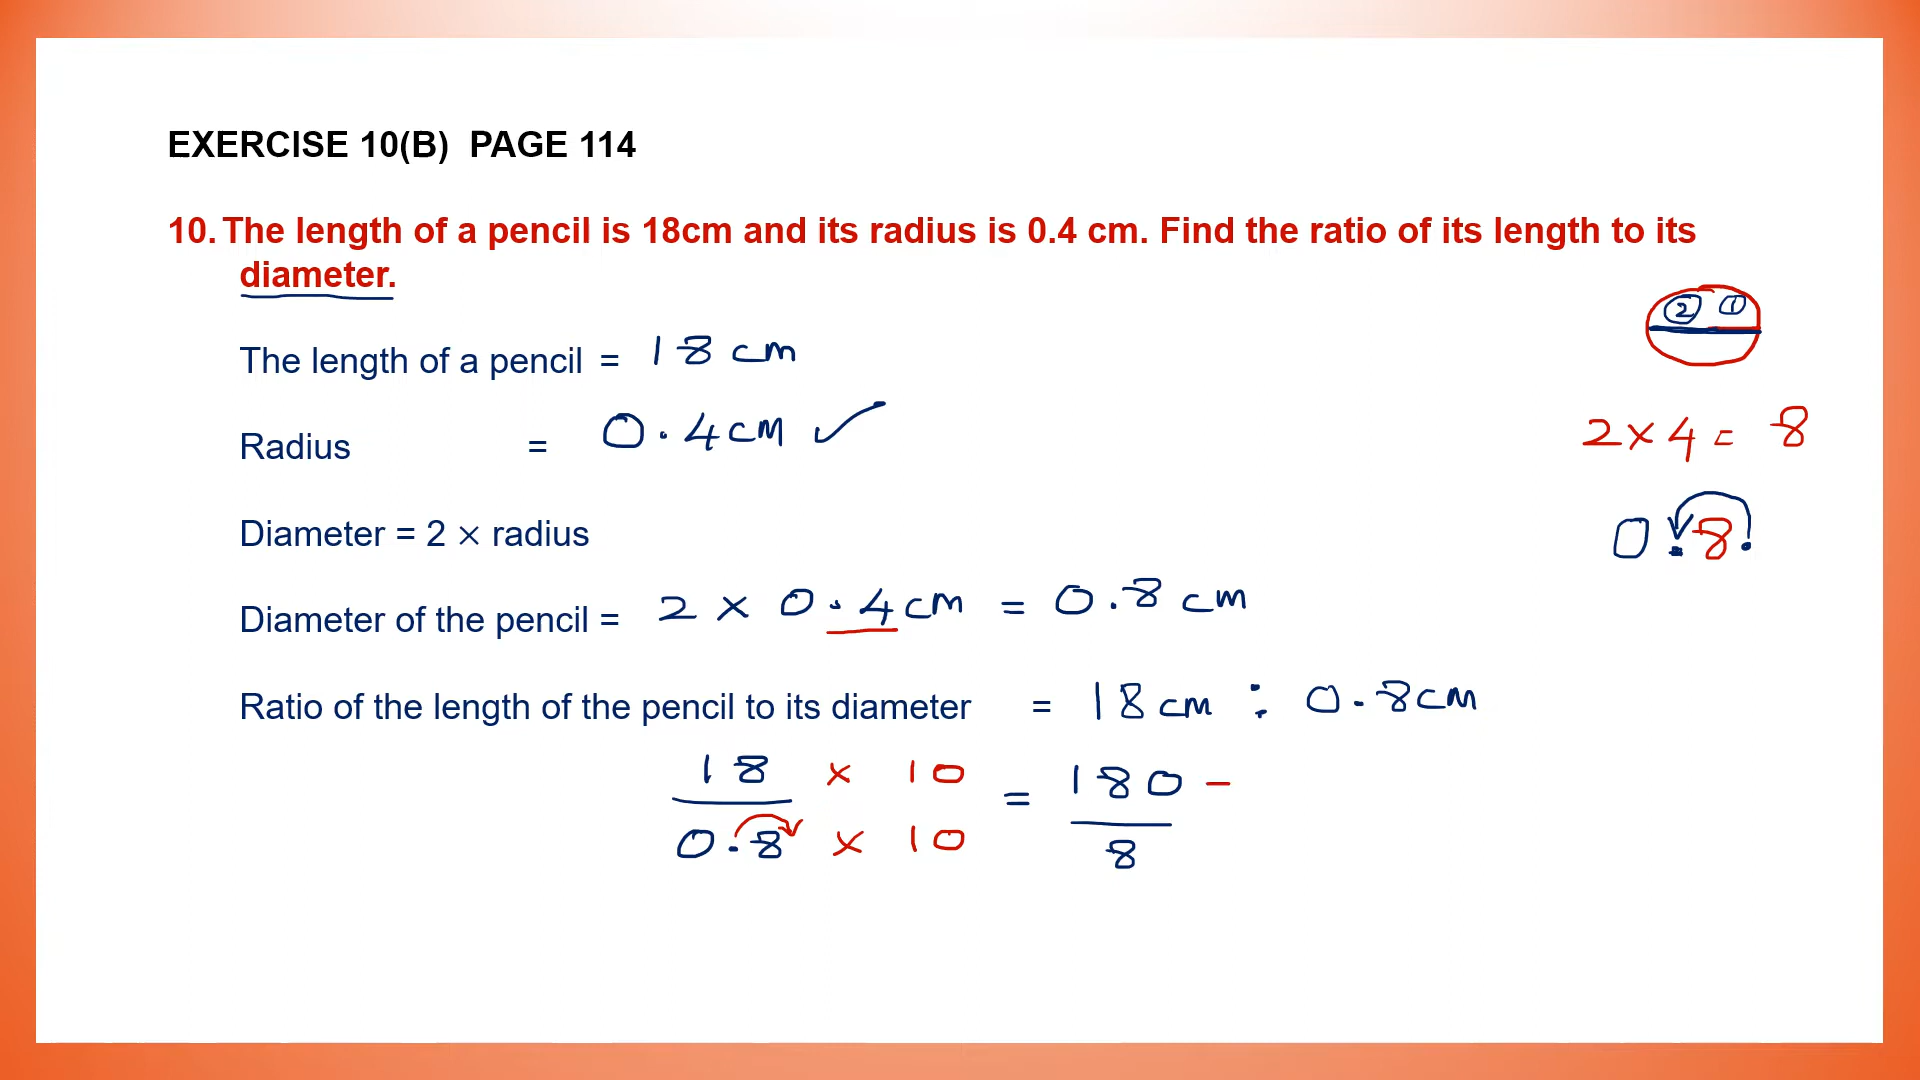 EXERCISE 10(B) PAGE 114
10. The length of a pencil is 18cm and its radius is 0.4 cm. Find the ratio of its length to its
diameter.
2 1
The length of a pencil = 18 cm
Radius = 0.4cm ✓
2 × 4 = 8
0.8.
Diameter = 2 × radius
Diameter of the pencil = 2 × 0.4cm = 0.8 cm
Ratio of the length of the pencil to its diameter = 18cm : 0.8cm
18 × 10 = 180 -
0.8 × 10 8